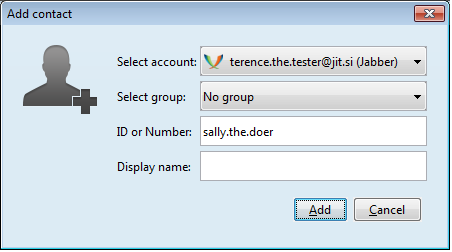 Add contact
Select account: terence.the.tester@jit.si (Jabber)
Select group: No group
ID or Number: sally.the.doer
Display name:
Add Cancel